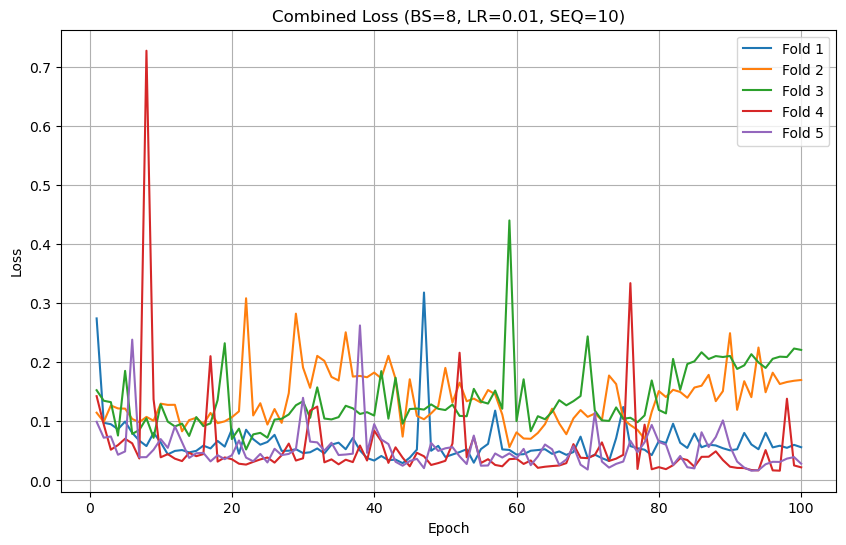 Combined Loss (BS=8, LR=0.01, SEQ=10)
Fold 1
Fold 2
Fold 3
Fold 4
Fold 5
0.7
0.6
0.5
0.4
0.3
0.2
0.1
0.0
Loss
0
20
40
60
80
100
Epoch